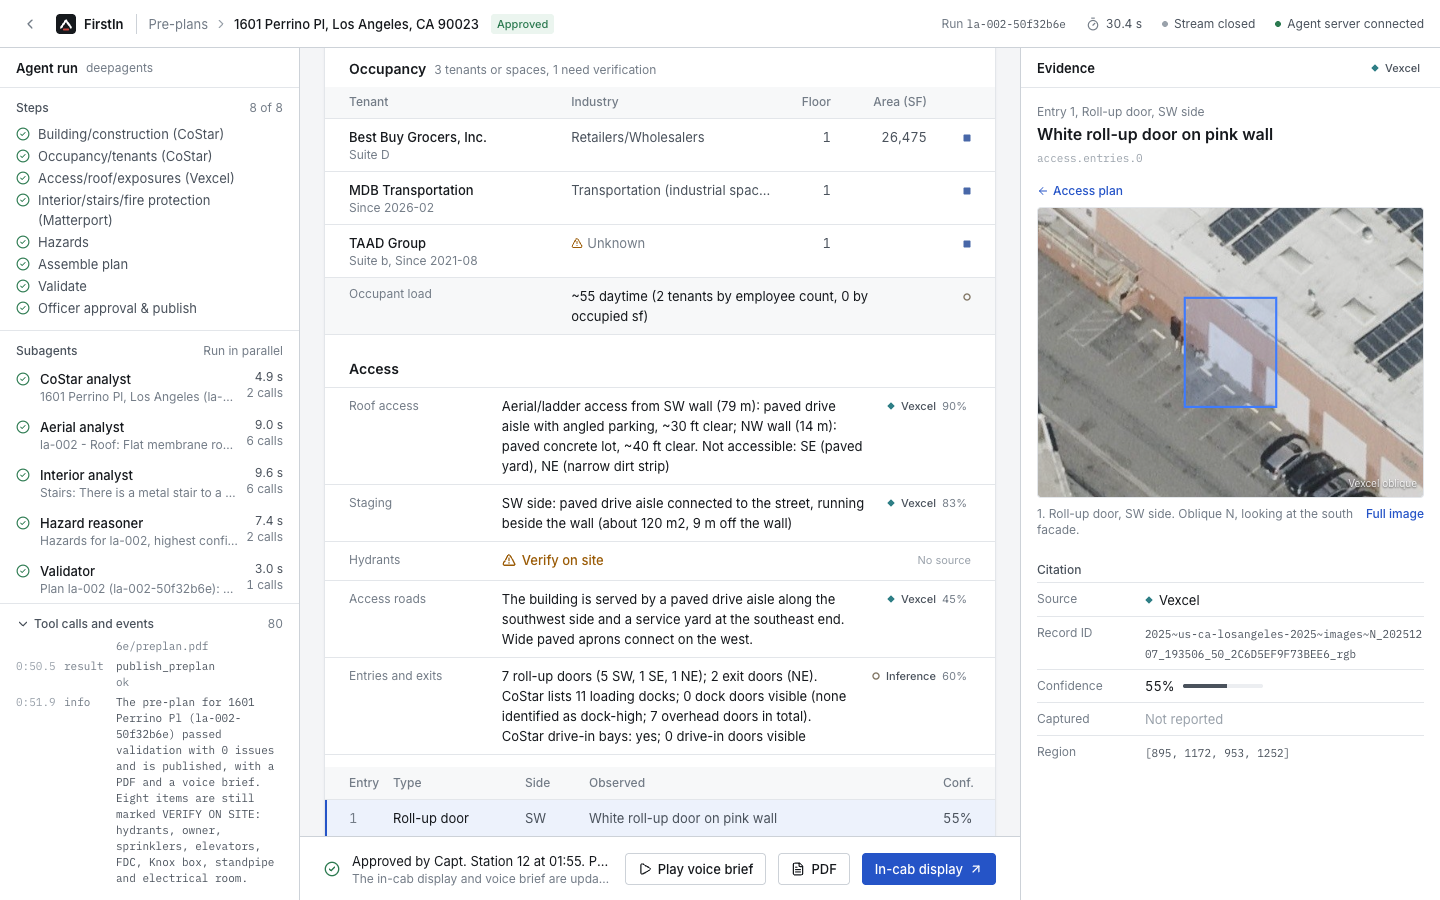 FirstIn
Pre-plans
1601 Perrino Pl, Los Angeles, CA 90023
Approved
Run la-002-50f32b6e
30.4 s
Stream closed
Agent server connected
Agent run deepagents
Steps 8 of 8
Building/construction (CoStar)
Occupancy/tenants (CoStar)
Access/roof/exposures (Vexcel)
Interior/stairs/fire protection
(Matterport)
Hazards
Assemble plan
Validate
Officer approval & publish
Subagents Run in parallel
CoStar analyst 4.9 s
1601 Perrino Pl, Los Angeles (la-... 2 calls
Aerial analyst 9.0 s
la-002 - Roof: Flat membrane ro... 6 calls
Interior analyst 9.6 s
Stairs: There is a metal stair to a ... 6 calls
Hazard reasoner 7.4 s
Hazards for la-002, highest confi... 2 calls
Validator 3.0 s
Plan la-002 (la-002-50f32b6e): ... 1 calls
Tool calls and events 80
6e/preplan.pdf
0:50.5 result publish_preplan
ok
0:51.9 info The pre-plan for 1601
Perrino Pl (la-002-
50f32b6e) passed
validation with 0 issues
and is published, with a
PDF and a voice brief.
Eight items are still
marked VERIFY ON SITE:
hydrants, owner,
sprinklers, elevators,
FDC, Knox box, standpipe
and electrical room.
Occupancy 3 tenants or spaces, 1 need verification
Tenant Industry Floor Area (SF)
Best Buy Grocers, Inc. Retailers/Wholesalers 1 26,475
Suite D
MDB Transportation Transportation (industrial spac... 1
Since 2026-02
TAAD Group Unknown 1
Suite b, Since 2021-08
Occupant load ~55 daytime (2 tenants by employee count, 0 by
occupied sf)
Access
Roof access Aerial/ladder access from SW wall (79 m): paved drive Vexcel 90%
aisle with angled parking, ~30 ft clear; NW wall (14 m):
paved concrete lot, ~40 ft clear. Not accessible: SE (paved
yard), NE (narrow dirt strip)
Staging SW side: paved drive aisle connected to the street, running Vexcel 83%
beside the wall (about 120 m2, 9 m off the wall)
Hydrants Verify on site No source
Access roads The building is served by a paved drive aisle along the Vexcel 45%
southwest side and a service yard at the southeast end.
Wide paved aprons connect on the west.
Entries and exits 7 roll-up doors (5 SW, 1 SE, 1 NE); 2 exit doors (NE). Inference 60%
CoStar lists 11 loading docks; 0 dock doors visible (none
identified as dock-high; 7 overhead doors in total).
CoStar drive-in bays: yes; 0 drive-in doors visible
Entry Type Side Observed Conf.
1 Roll-up door SW White roll-up door on pink wall 55%
Approved by Capt. Station 12 at 01:55. P...
The in-cab display and voice brief are upda...
Play voice brief
PDF
In-cab display
Evidence Vexcel
Entry 1, Roll-up door, SW side
White roll-up door on pink wall
access.entries.0
Access plan
Vexcel oblique
1. Roll-up door, SW side. Oblique N, looking at the south Full image
facade.
Citation
Source Vexcel
Record ID 2025~us-ca-losangeles-2025~images~N_202512
07_193506_50_2C6D5EF9F73BEE6_rgb
Confidence 55%
Captured Not reported
Region [895, 1172, 953, 1252]